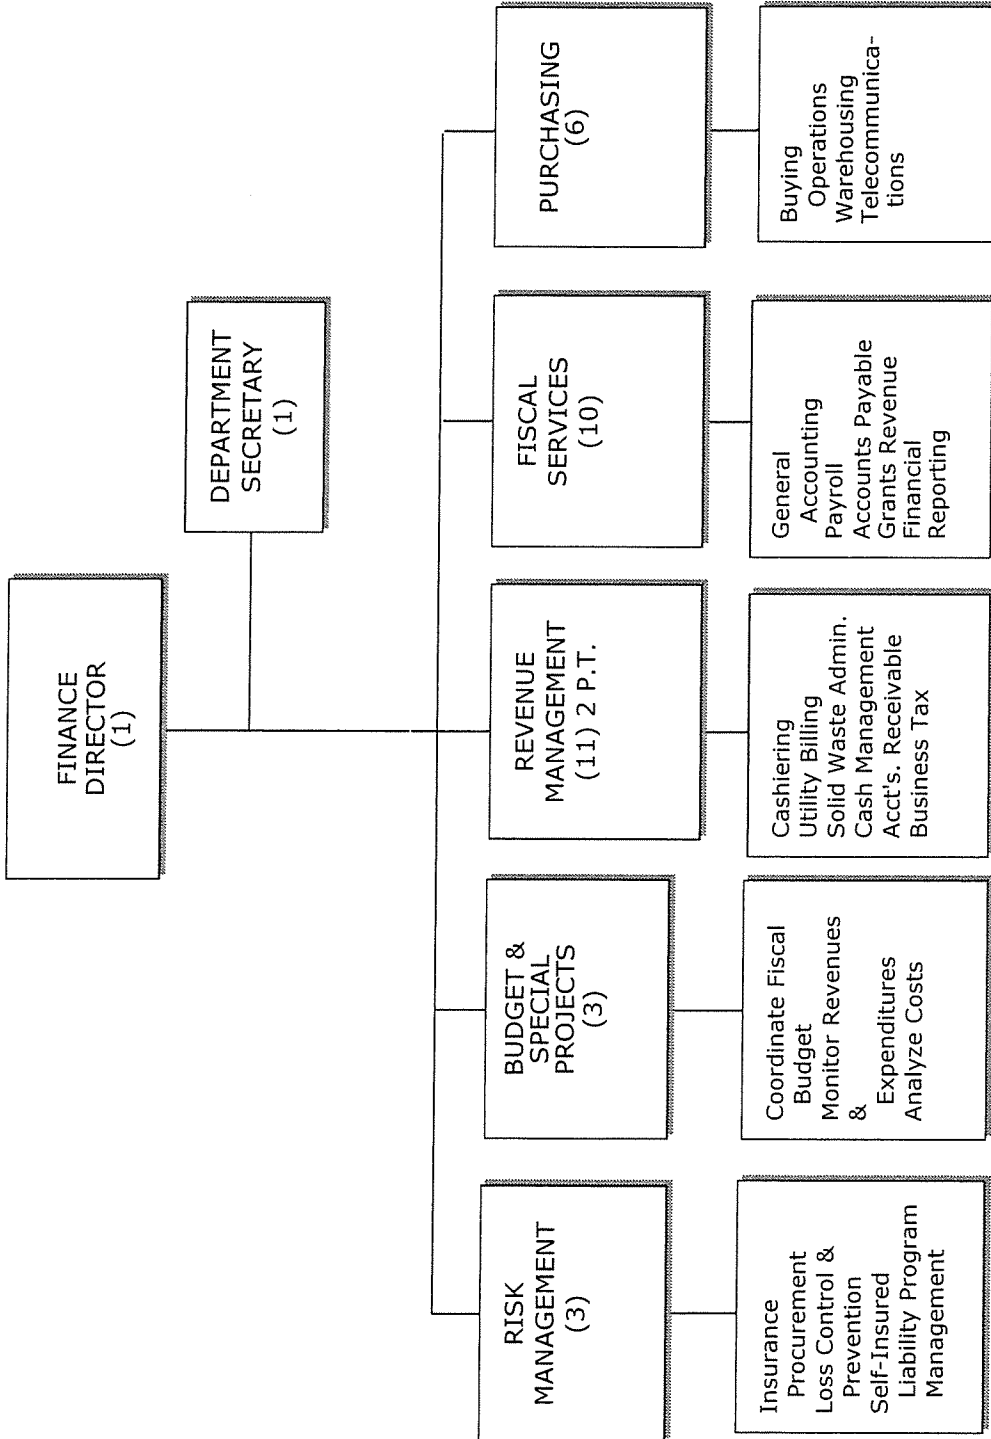 FINANCE
DIRECTOR
(1)
DEPARTMENT
SECRETARY
(1)
RISK
MANAGEMENT
(3)
BUDGET &
SPECIAL
PROJECTS
(3)
REVENUE
MANAGEMENT
(11) 2 P.T.
FISCAL
SERVICES
(10)
PURCHASING
(6)
Insurance
Procurement
Loss Control &
Prevention
Self-Insured
Liability Program
Management
Coordinate Fiscal
Budget
Monitor Revenues
&
Expenditures
Analyze Costs
Cashiering
Utility Billing
Solid Waste Admin.
Cash Management
Acct's. Receivable
Business Tax
General
Accounting
Payroll
Accounts Payable
Grants Revenue
Financial
Reporting
Buying
Operations
Warehousing
Telecommunica-
tions